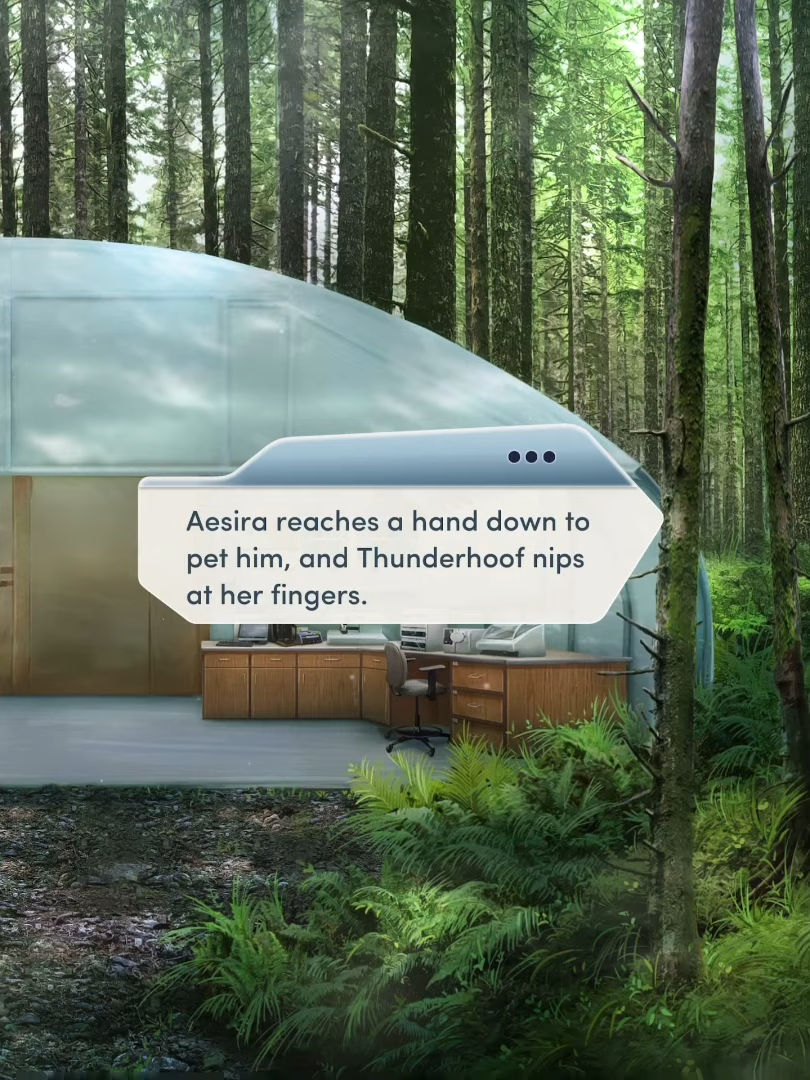 Aesira reaches a hand down to
pet him, and Thunderhoof nips
at her fingers.